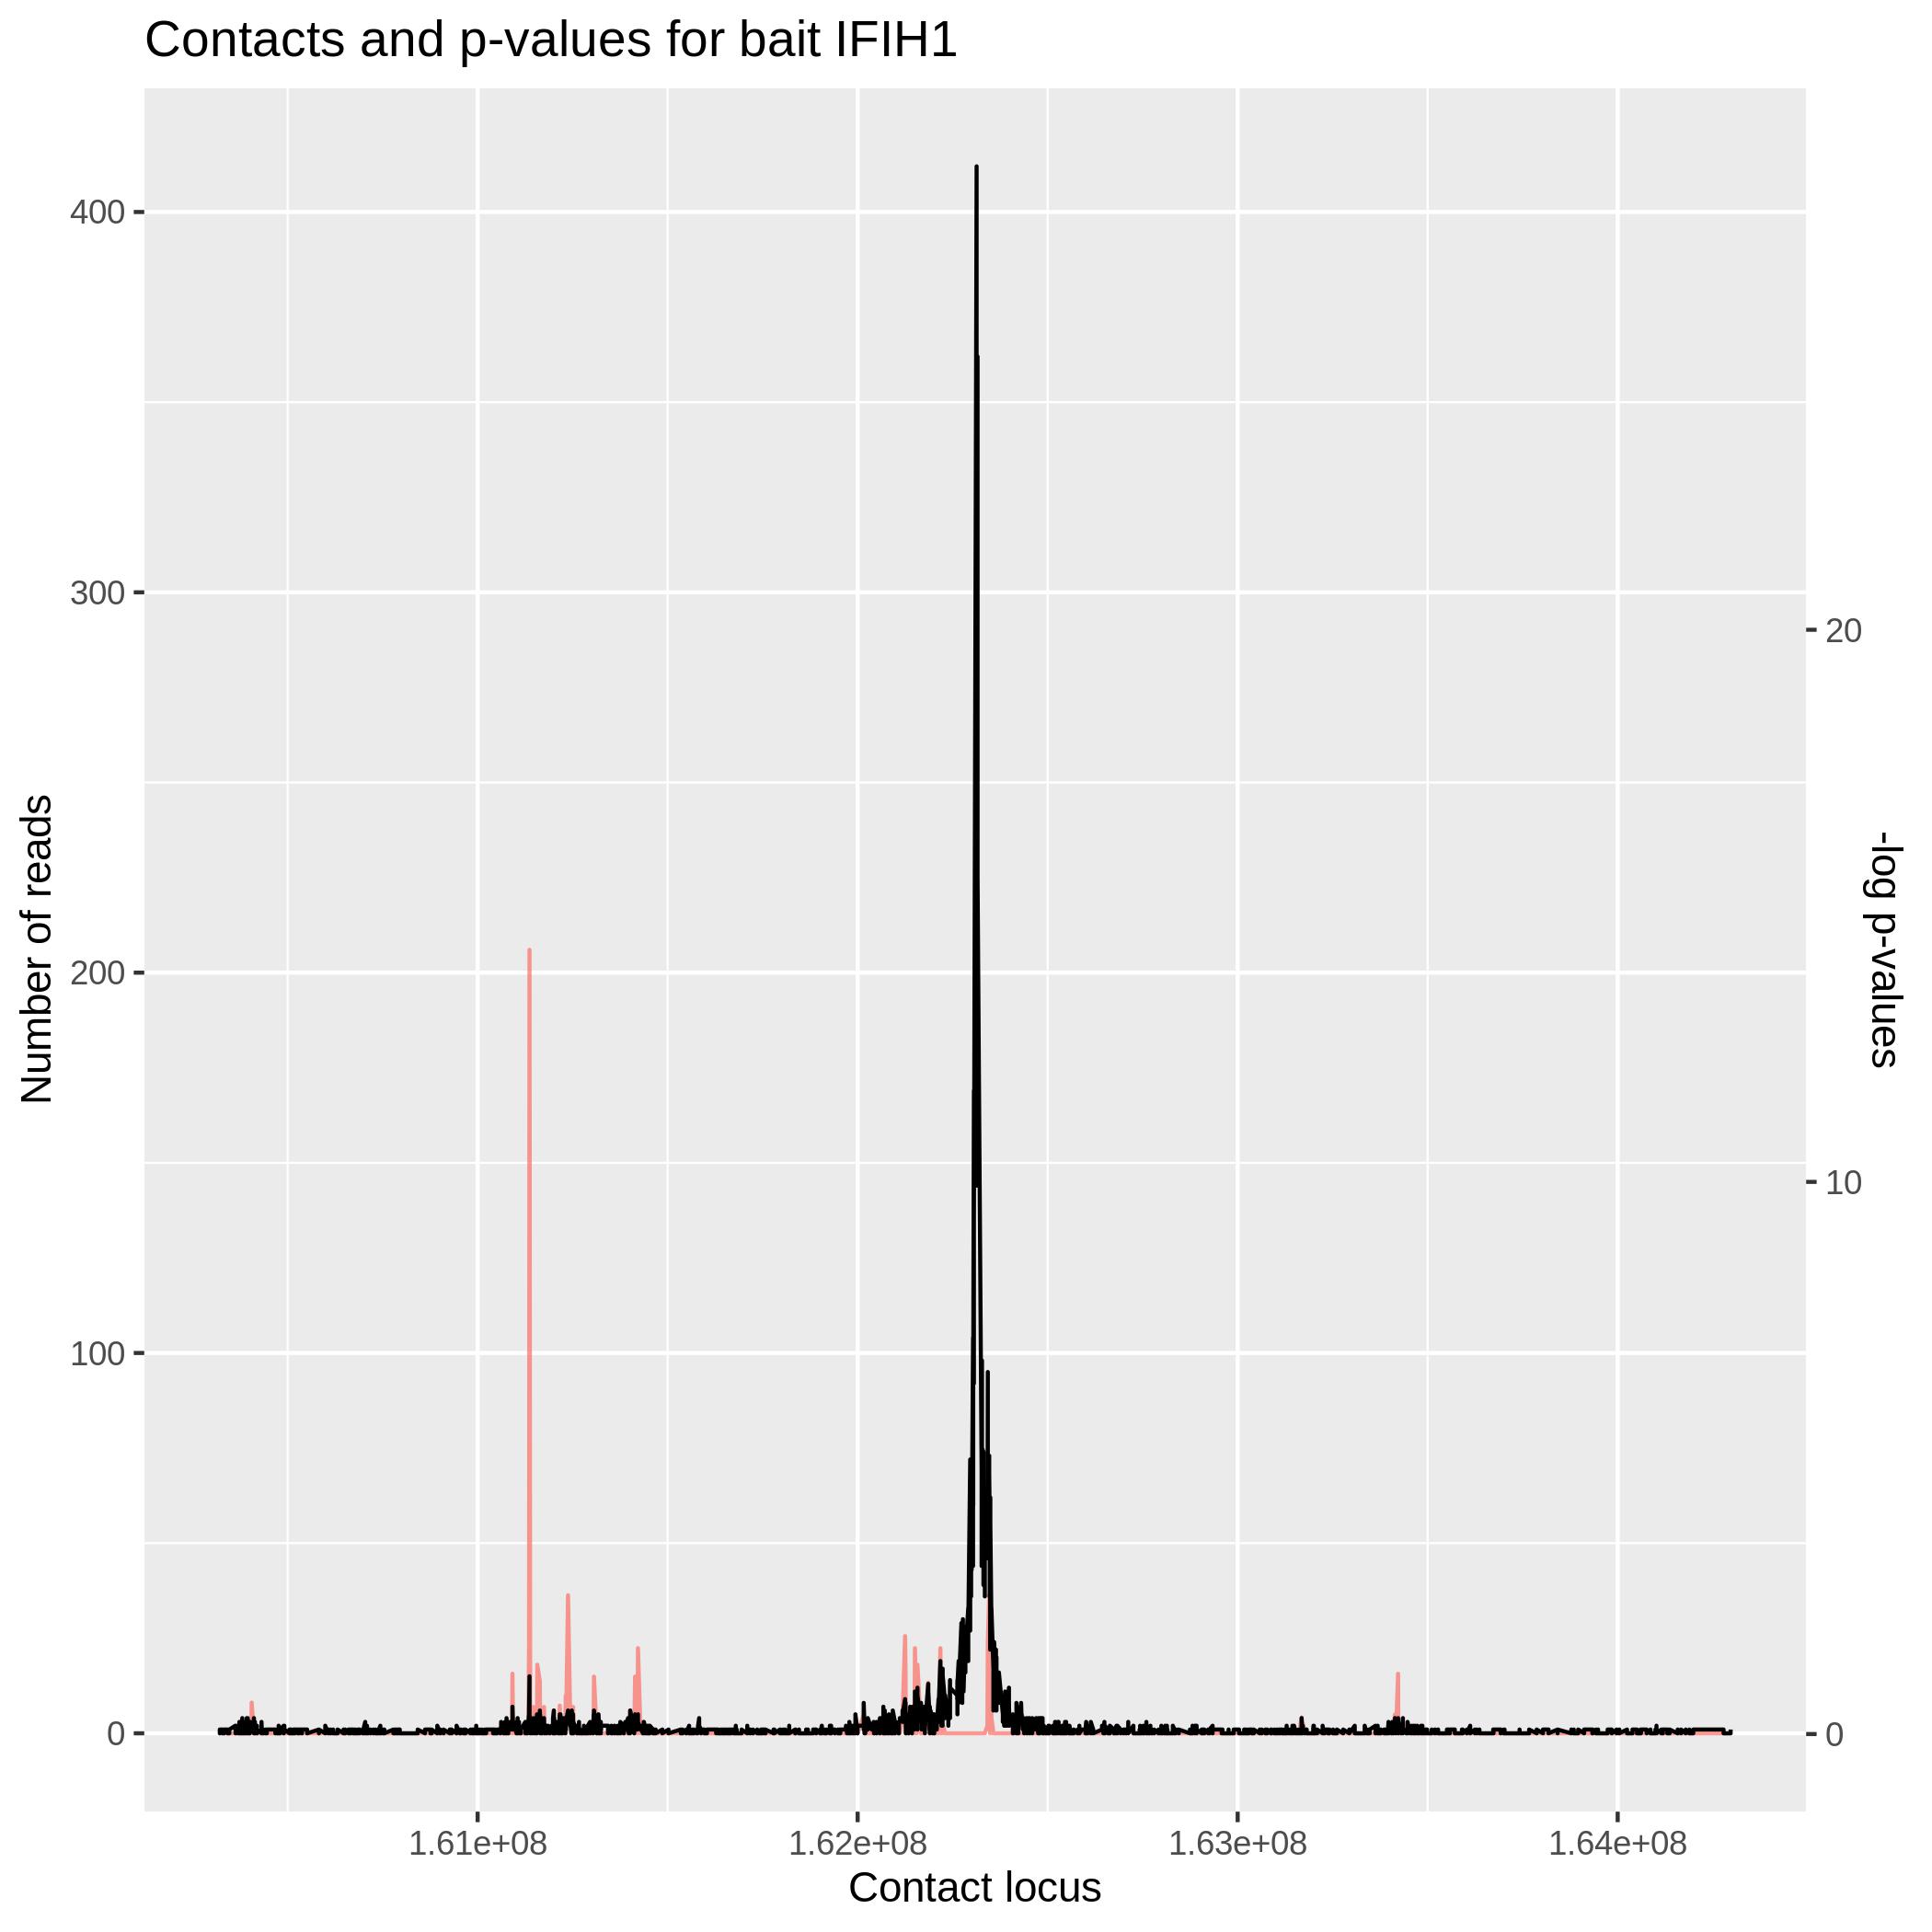 Contacts and p-values for bait IFIH1
400
300
200
100
0
Number of reads
20
10
0
-log p-values
1.61e+08
1.62e+08
1.63e+08
1.64e+08
Contact locus